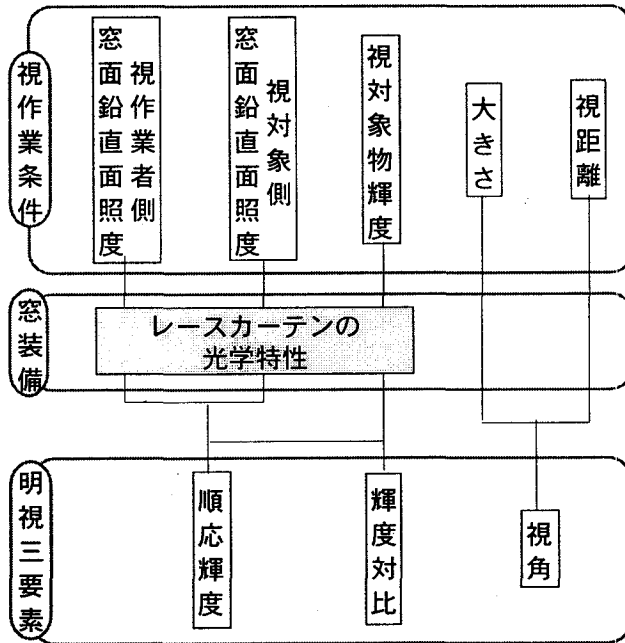 視作業条件
窓面鉛直面照度
視作業者側
窓面鉛直面照度
視対象側
視対象物輝度
大きさ
視距離
窓装備
レースカーテンの
光学特性
明視三要素
順応輝度
輝度対比
視角